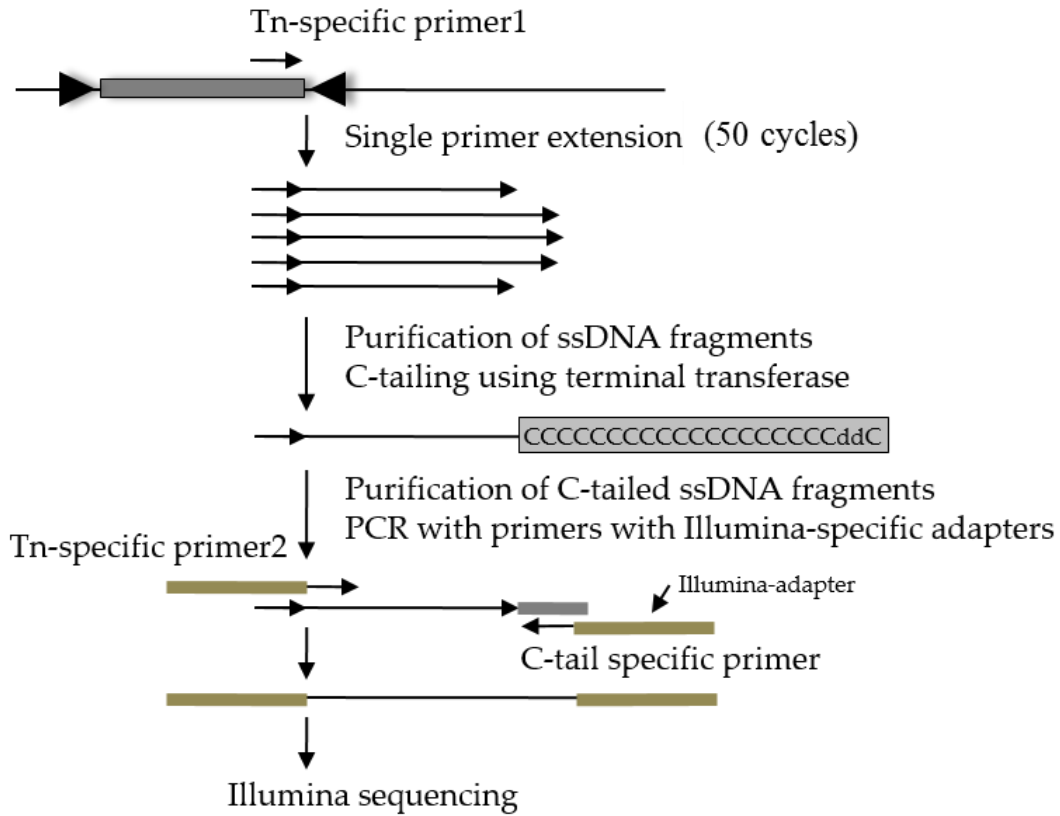 Tn-specific primer1
Single primer extension (50 cycles)
Purification of ssDNA fragments
C-tailing using terminal transferase
CCCCCCCCCCCCCCCCCCCddC
Purification of C-tailed ssDNA fragments
PCR with primers with Illumina-specific adapters
Tn-specific primer2
Illumina-adapter
C-tail specific primer
Illumina sequencing